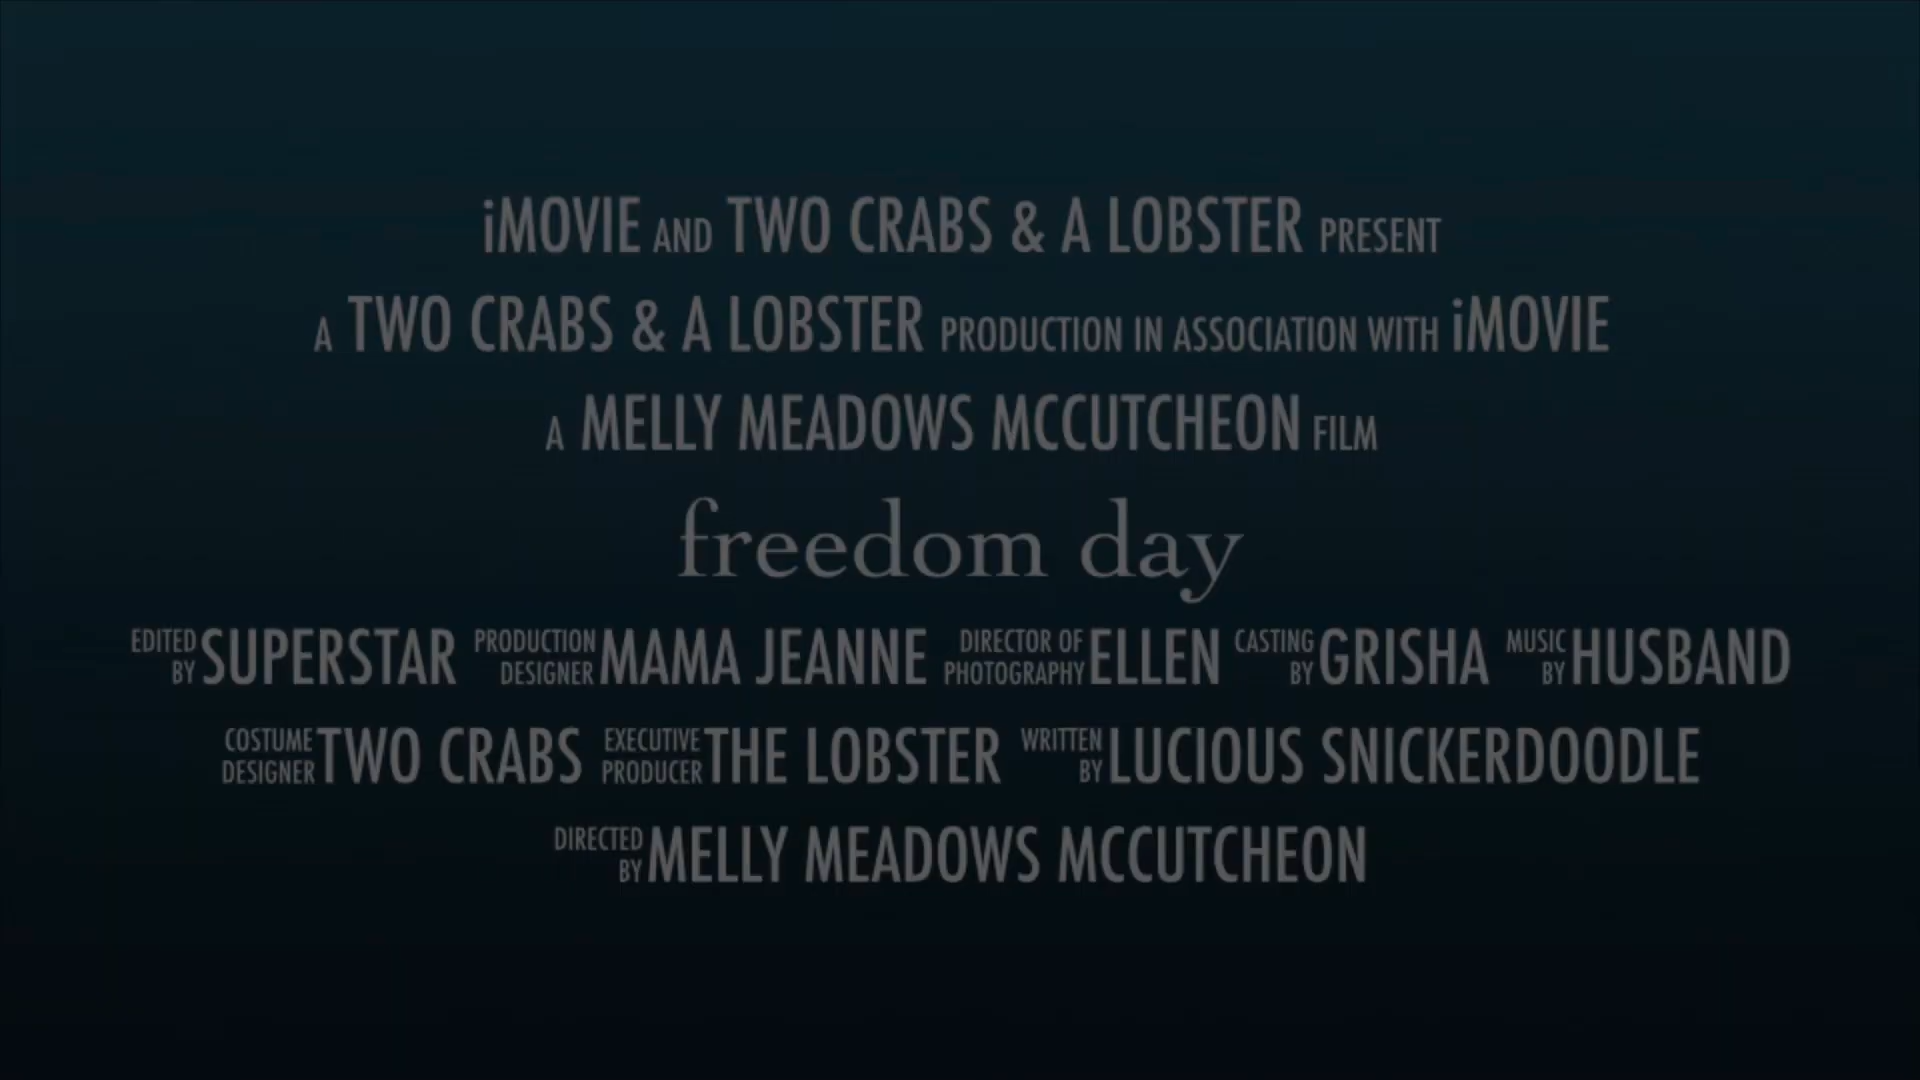 iMOVIE AND TWO CRABS & A LOBSTER PRESENT
A TWO CRABS & A LOBSTER PRODUCTION IN ASSOCIATION WITH iMOVIE
A MELLY MEADOWS MCCUTCHEON FILM
freedom day
EDITED BY SUPERSTAR PRODUCTION DESIGNER MAMA JEANNE DIRECTOR OF PHOTOGRAPHY ELLEN CASTING BY GRISHA MUSIC BY HUSBAND
COSTUME DESIGNER TWO CRABS EXECUTIVE PRODUCER THE LOBSTER WRITTEN BY LUCIOUS SNICKERDOODLE
DIRECTED BY MELLY MEADOWS MCCUTCHEON